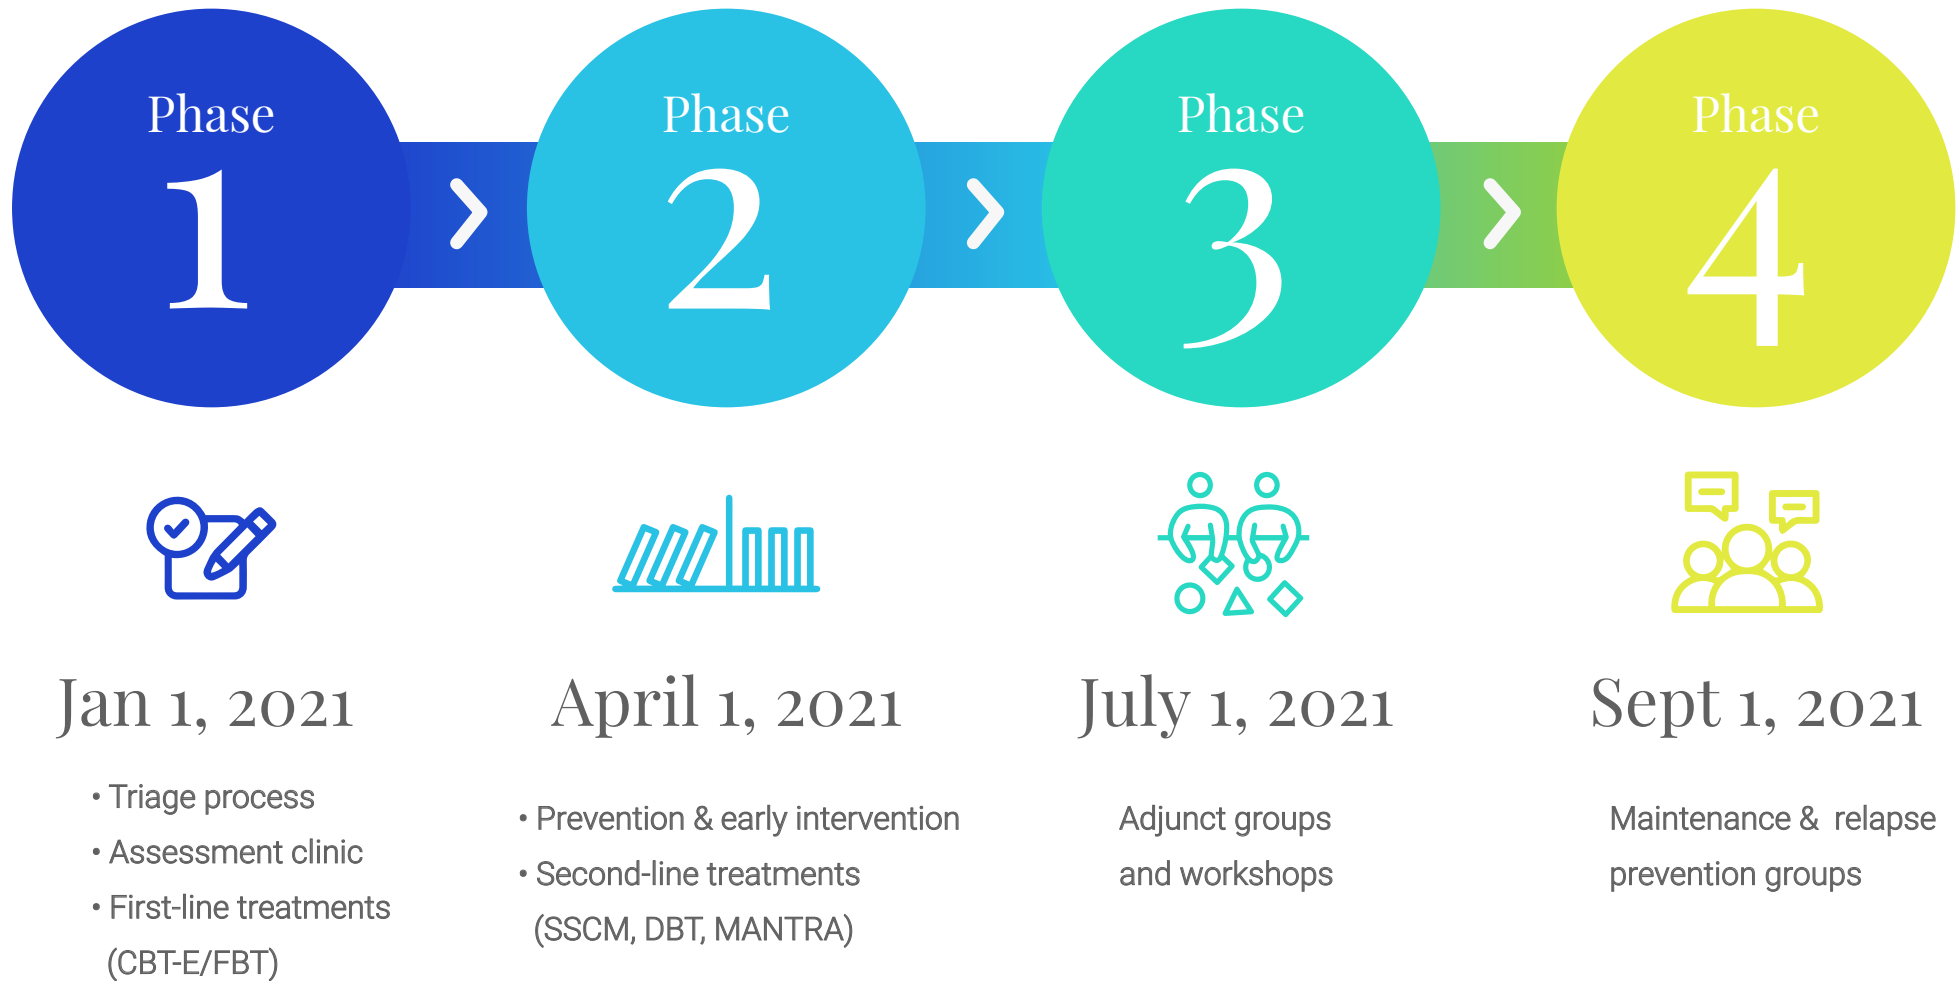 Phase
1
Phase
2
Phase
3
Phase
4
Jan 1, 2021
• Triage process
• Assessment clinic
• First-line treatments
(CBT-E/FBT)
April 1, 2021
• Prevention & early intervention
• Second-line treatments
(SSCM, DBT, MANTRA)
July 1, 2021
Adjunct groups
and workshops
Sept 1, 2021
Maintenance & relapse
prevention groups